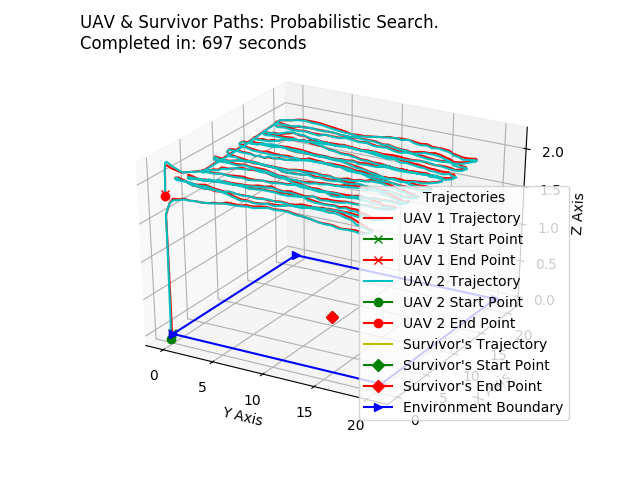 UAV & Survivor Paths: Probabilistic Search.
Completed in: 697 seconds
Trajectories
UAV 1 Trajectory
UAV 1 Start Point
UAV 1 End Point
UAV 2 Trajectory
UAV 2 Start Point
UAV 2 End Point
Survivor's Trajectory
Survivor's Start Point
Survivor's End Point
Environment Boundary
2.0
1.5
1.0
0.5
0.0
Z Axis
0
5
10
15
20
Y Axis
0
5
10
15
20
X Axis